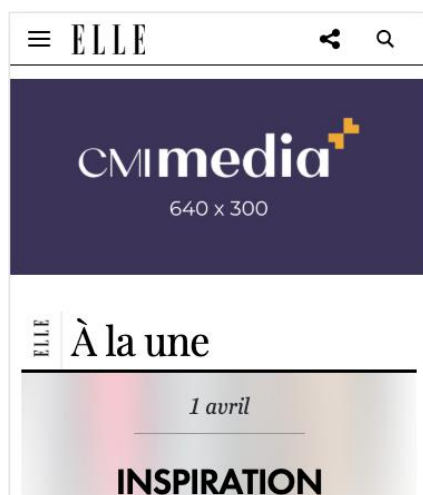 ELLE
CMI media
640 x 300
ELLE
À la une
1 avril
INSPIRATION